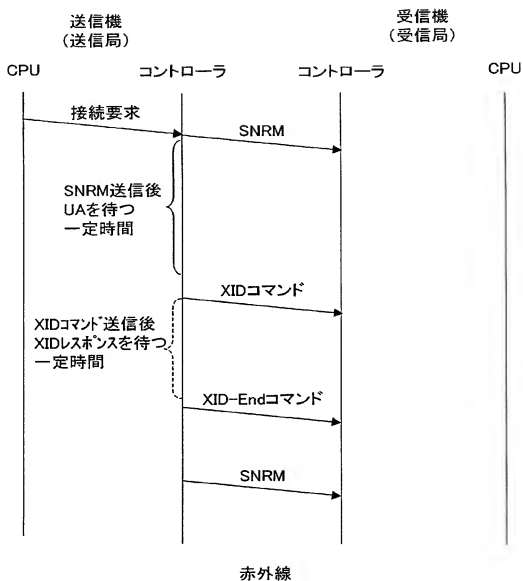 送信機
（送信局）
受信機
（受信局）
CPU
コントローラ
コントローラ
CPU
接続要求
SNRM
SNRM送信後
UAを待つ
一定時間
XIDコマンド
XIDｺﾏﾝﾄﾞ送信後
XIDﾚｽﾎﾟﾝｽを待つ
一定時間
XID-Endコマンド
SNRM
赤外線